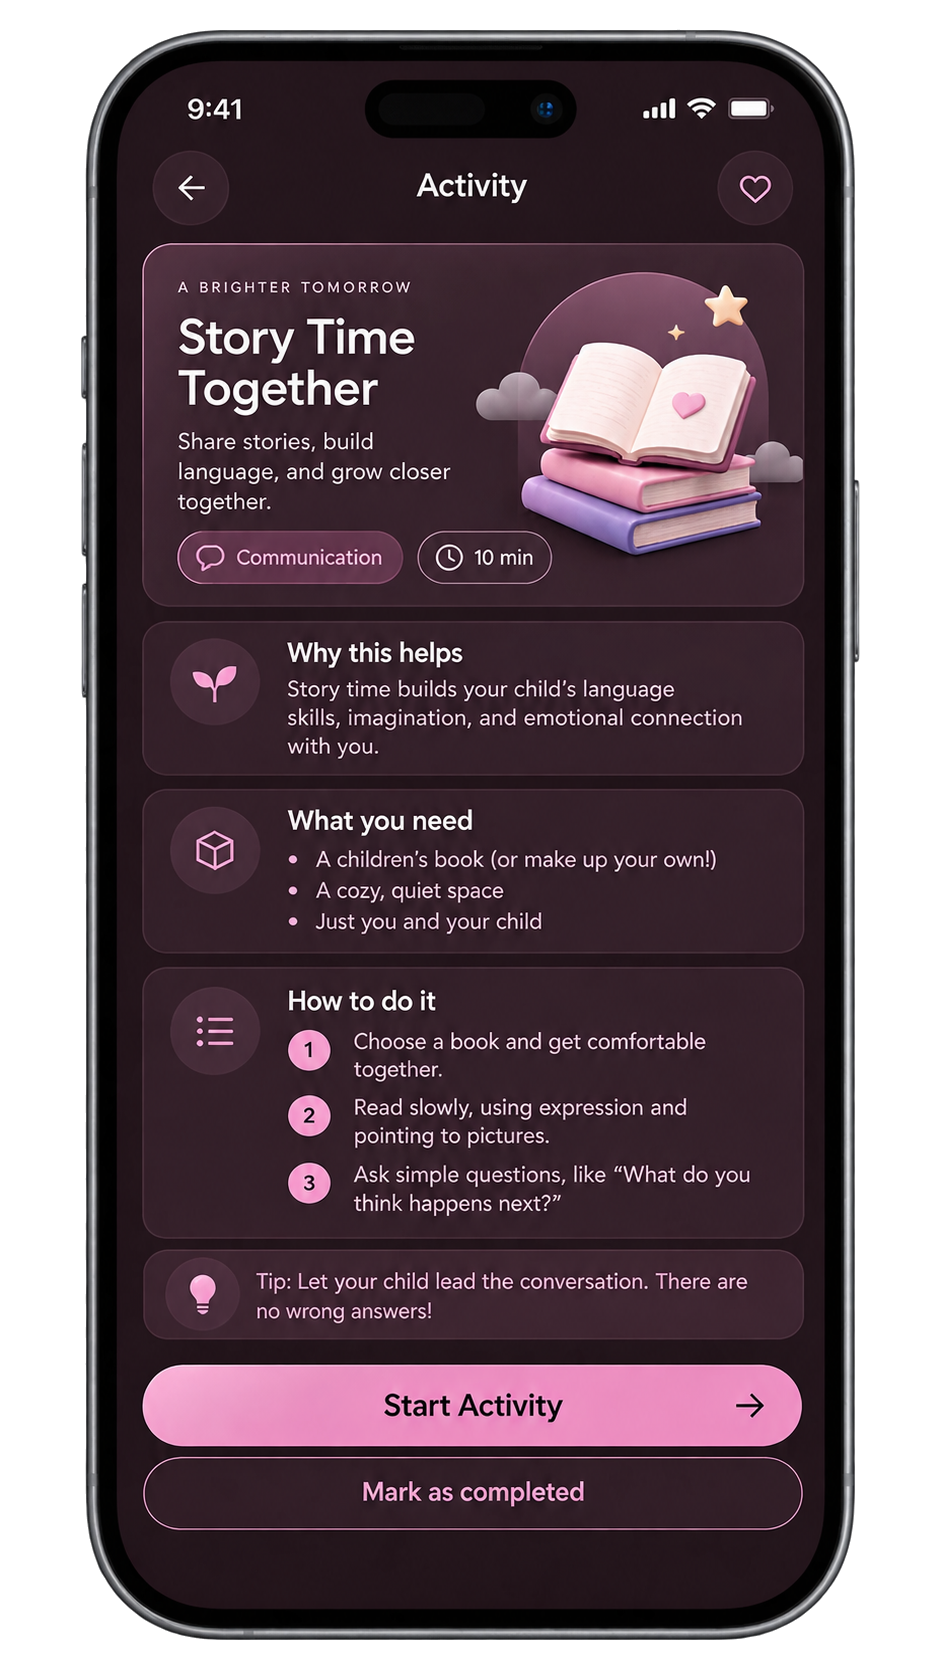 9:41
Activity
A BRIGHTER TOMORROW
Story Time
Together
Share stories, build
language, and grow closer
together.
Communication
10 min
Why this helps
Story time builds your child’s language
skills, imagination, and emotional connection
with you.
What you need
• A children’s book (or make up your own!)
• A cozy, quiet space
• Just you and your child
How to do it
1 Choose a book and get comfortable
together.
2 Read slowly, using expression and
pointing to pictures.
3 Ask simple questions, like “What do you
think happens next?”
Tip: Let your child lead the conversation. There are
no wrong answers!
Start Activity
Mark as completed